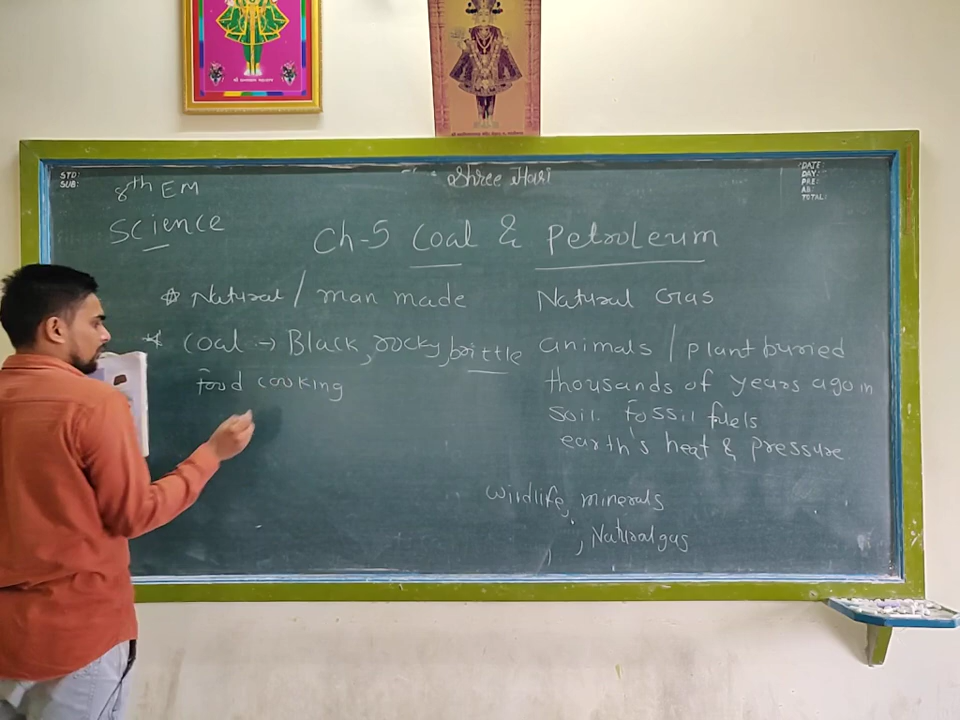 Shree Hari
STD:
SUB:
DATE:
DAY:
PRE:
AB:
TOTAL:
8th EM
Science
Ch-5 Coal & Petroleum
Natural / man made
Coal → Black, rocky, brittle
Food cooking
Natural Gas
animals / plant buried
thousands of years ago in
soil. Fossil fuels
earth's heat & pressure
Wildlife, minerals
, , Natural gas